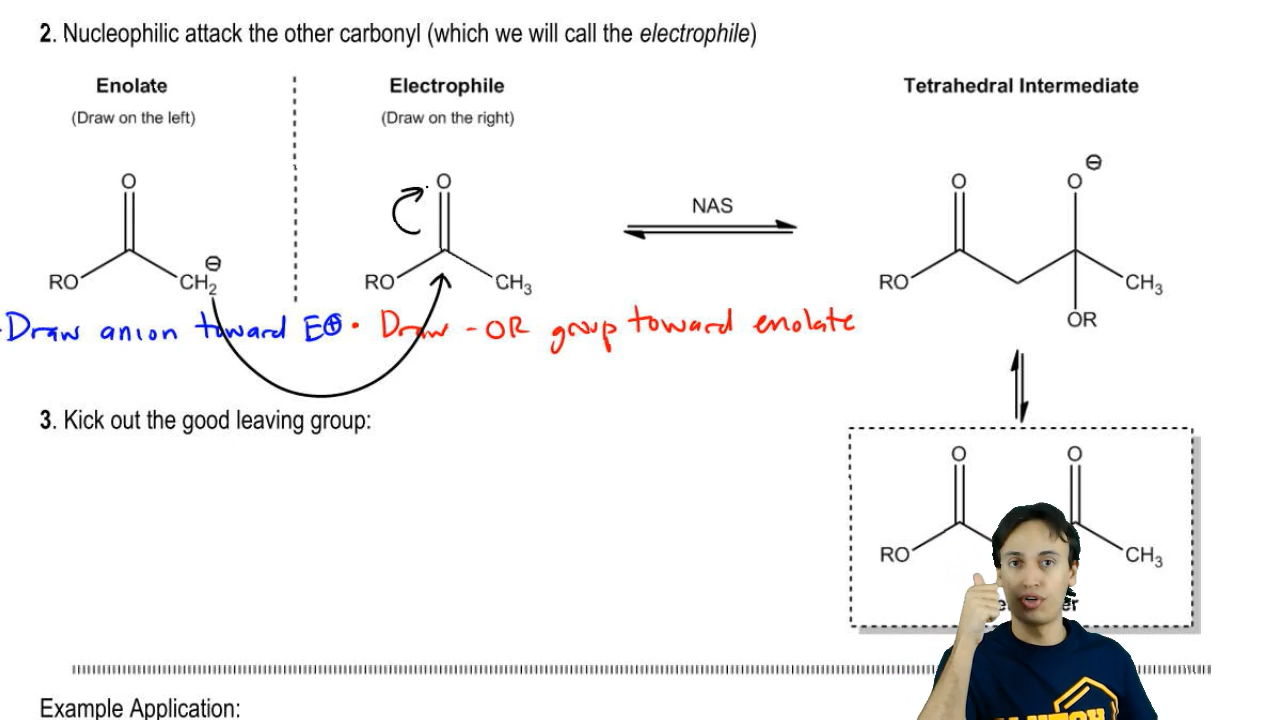 2. Nucleophilic attack the other carbonyl (which we will call the electrophile)
Enolate
Electrophile
Tetrahedral Intermediate
(Draw on the left)
(Draw on the right)
O
O
O
⊖
O
NAS
RO
CH2
⊖
RO
CH3
RO
CH3
OR
Draw anion toward E⊕
• Draw -OR group toward enolate
3. Kick out the good leaving group:
O
O
RO
CH3
Example Application: